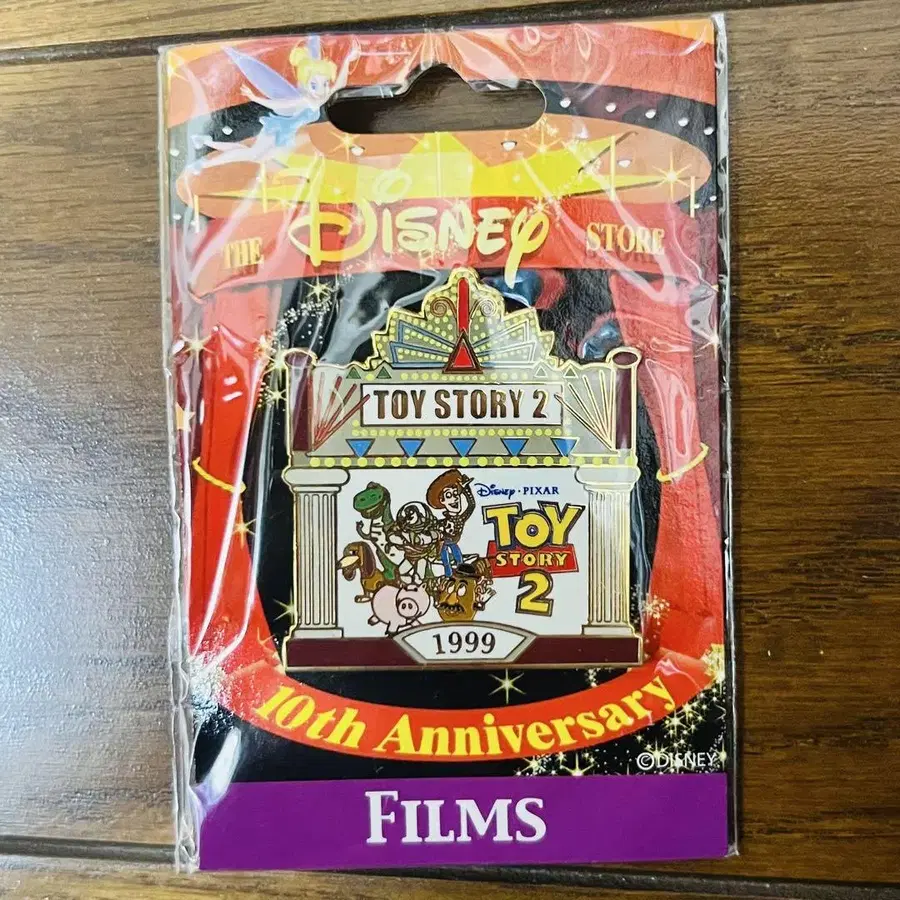 THE DISNEY STORE
TOY STORY 2
Disney · PIXAR
TOY
STORY
2
1999
10th Anniversary
©DISNEY
FILMS